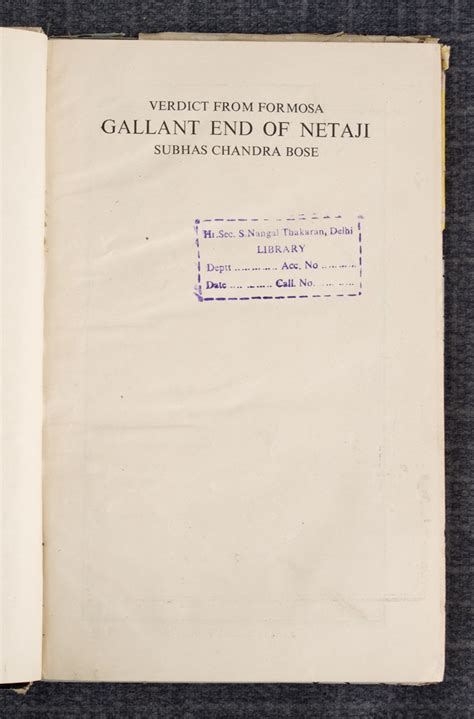 VERDICT FROM FORMOSA
GALLANT END OF NETAJI
SUBHAS CHANDRA BOSE
Hr.Sec. S.Nangal Thakaran, Delhi
LIBRARY
Deptt .............. Acc. No ...........
Date .............. Call. No.............